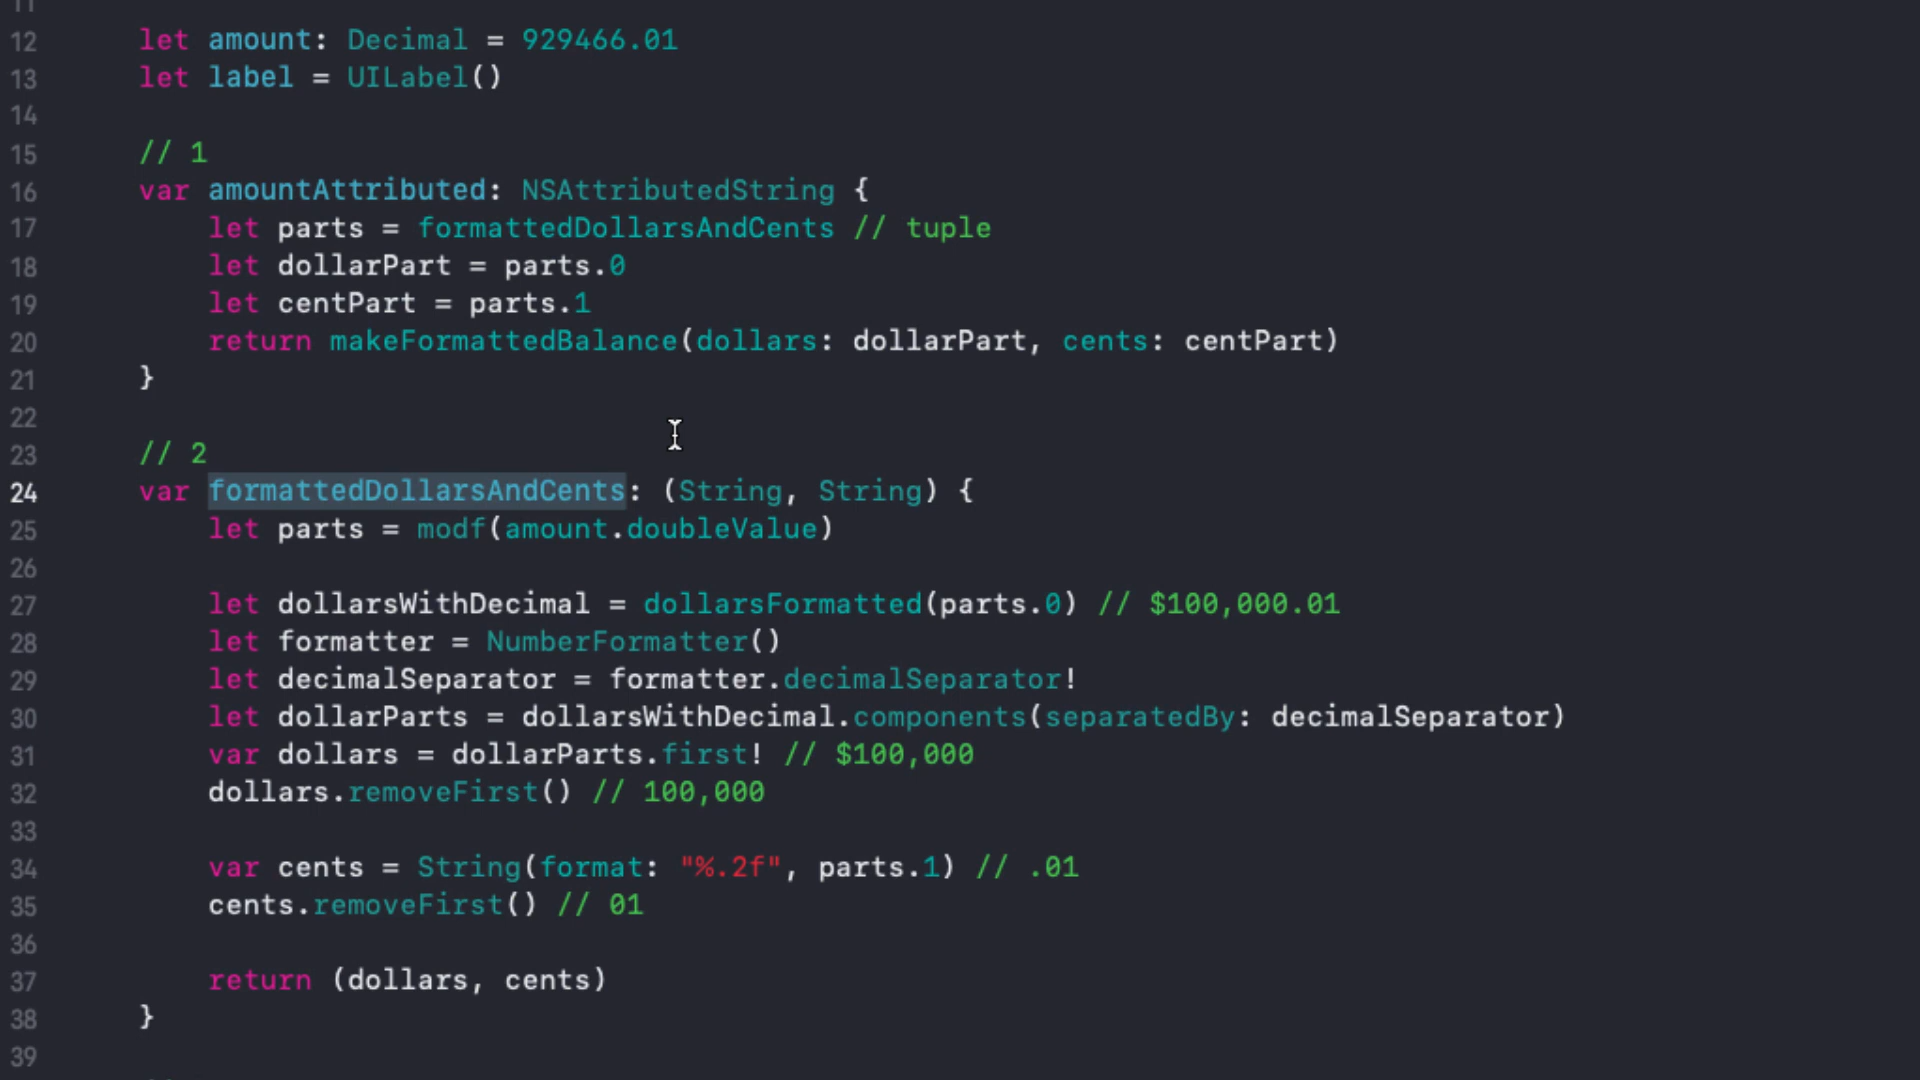 11
12 let amount: Decimal = 929466.01
13 let label = UILabel()
14
15 // 1
16 var amountAttributed: NSAttributedString {
17 let parts = formattedDollarsAndCents // tuple
18 let dollarPart = parts.0
19 let centPart = parts.1
20 return makeFormattedBalance(dollars: dollarPart, cents: centPart)
21 }
22
23 // 2
24 var formattedDollarsAndCents: (String, String) {
25 let parts = modf(amount.doubleValue)
26
27 let dollarsWithDecimal = dollarsFormatted(parts.0) // $100,000.01
28 let formatter = NumberFormatter()
29 let decimalSeparator = formatter.decimalSeparator!
30 let dollarParts = dollarsWithDecimal.components(separatedBy: decimalSeparator)
31 var dollars = dollarParts.first! // $100,000
32 dollars.removeFirst() // 100,000
33
34 var cents = String(format: "%.2f", parts.1) // .01
35 cents.removeFirst() // 01
36
37 return (dollars, cents)
38 }
39